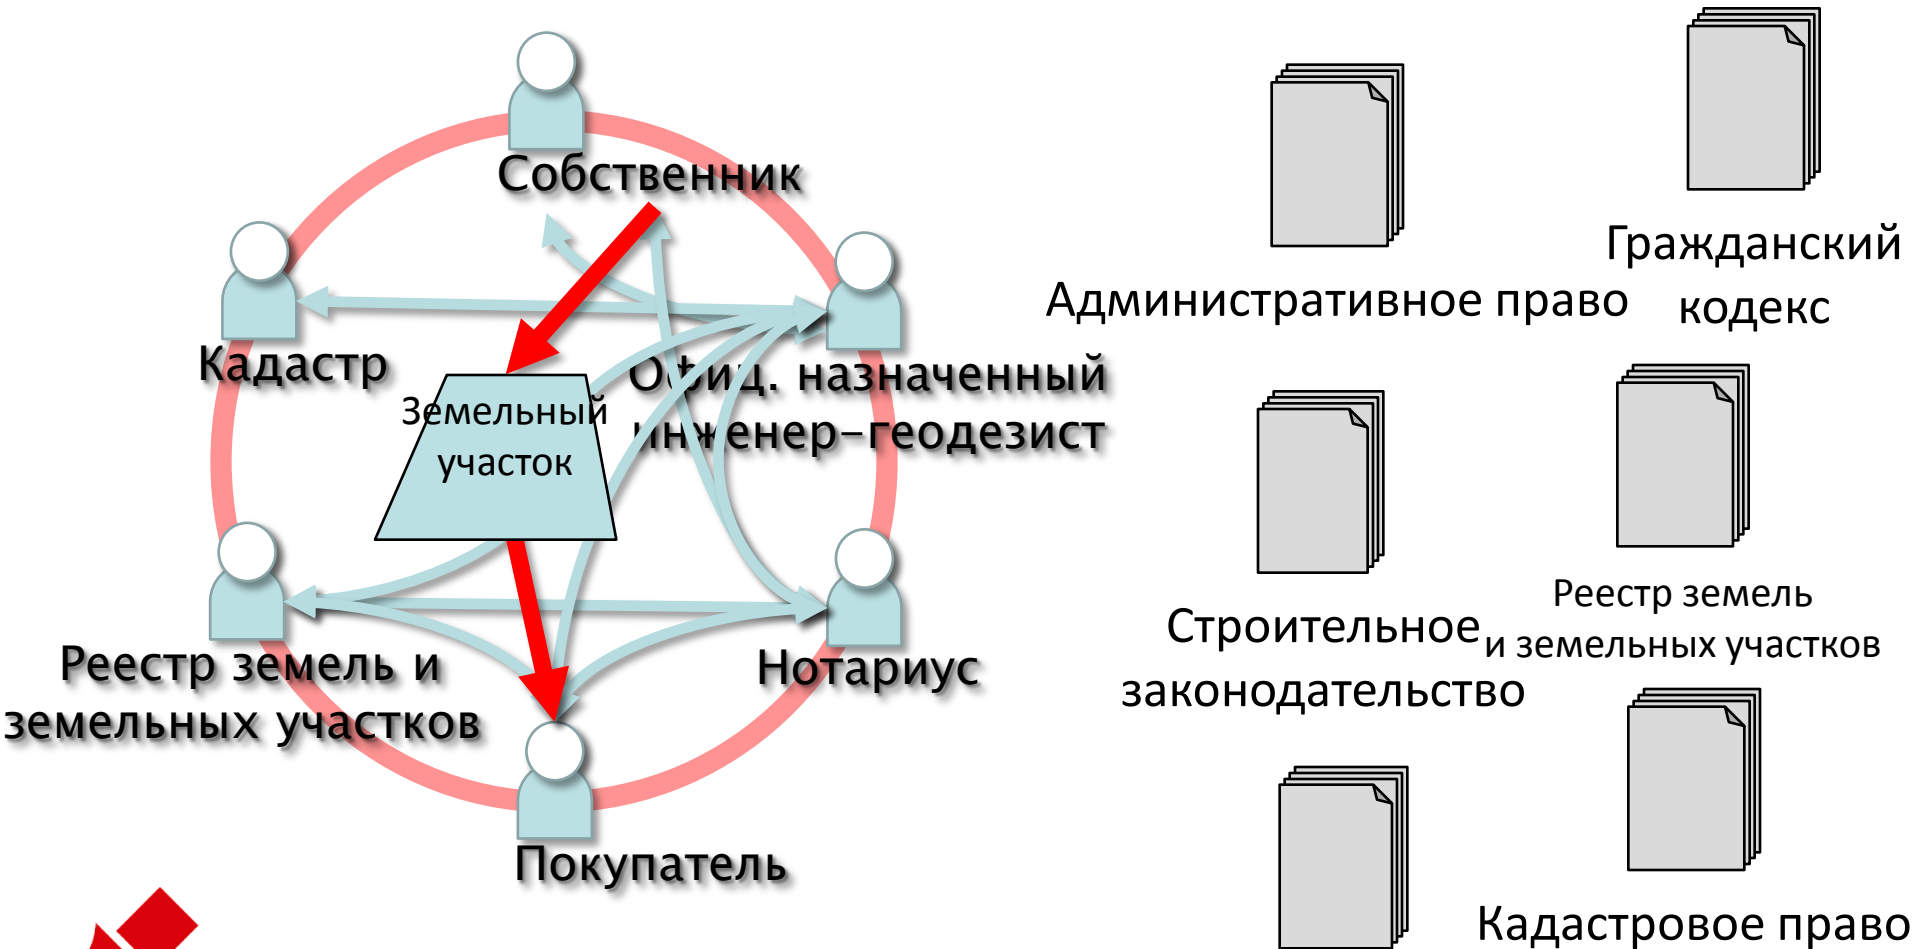 Собственник
Кадастр
Офиц. назначенный
инженер-геодезист
Земельный
участок
Реестр земель и
земельных участков
Нотариус
Покупатель
Гражданский
кодекс
Административное право
Строительное
законодательство
Реестр земель
и земельных участков
Кадастровое право